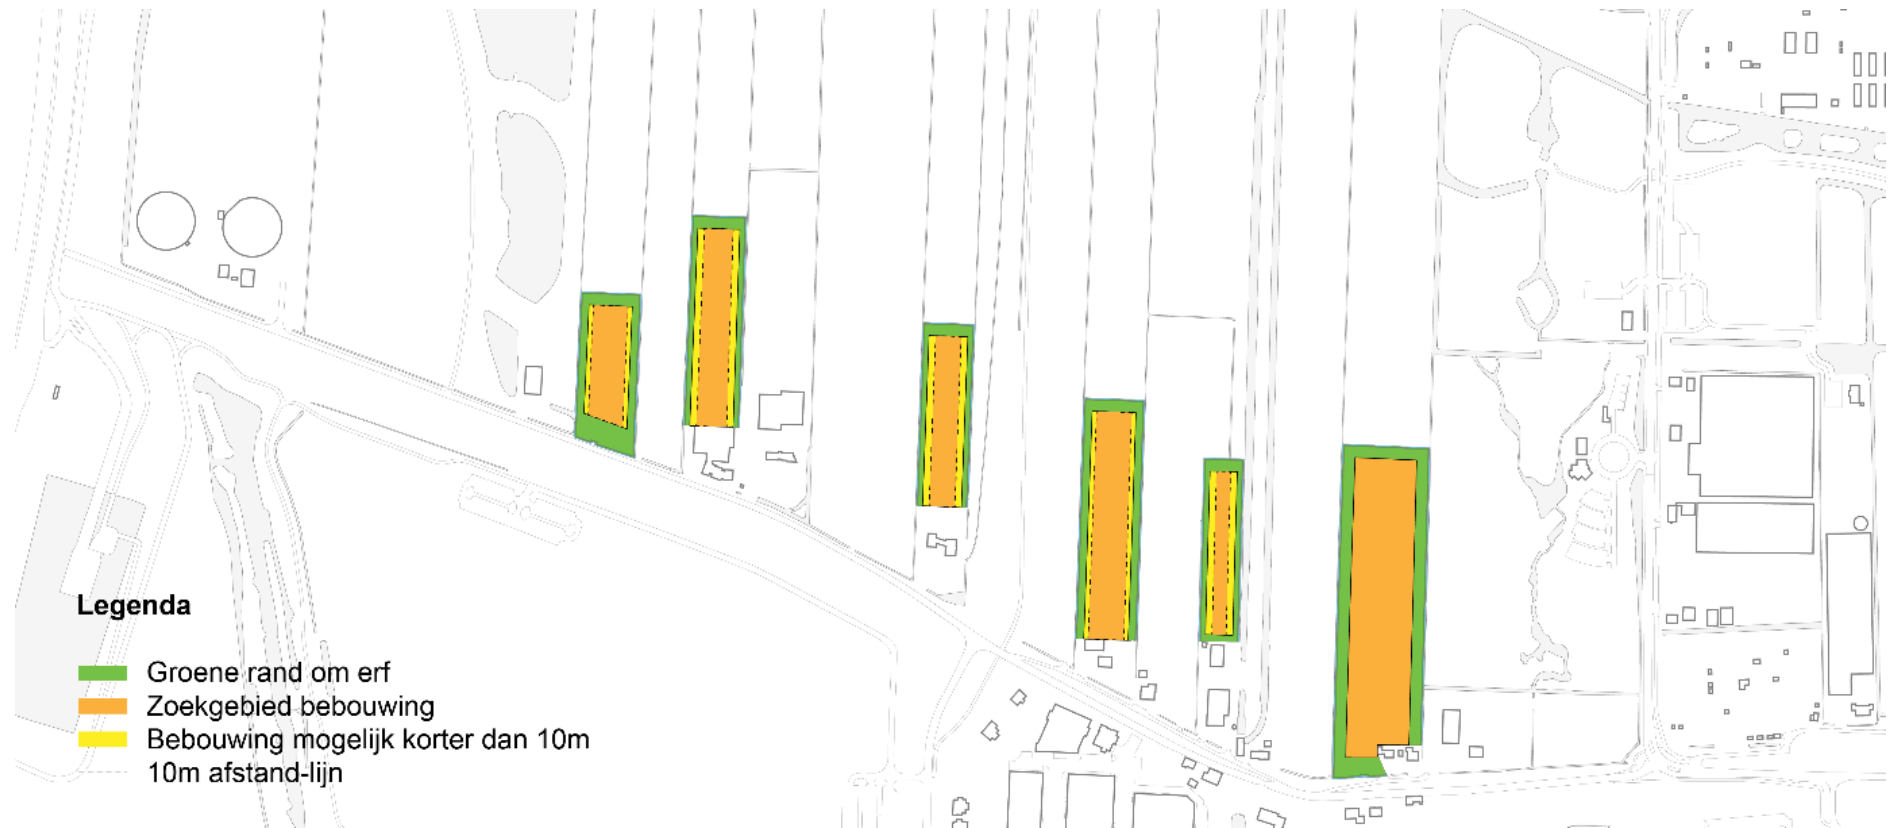 Legenda
Groene rand om erf
Zoekgebied bebouwing
Bebouwing mogelijk korter dan 10m
10m afstand-lijn